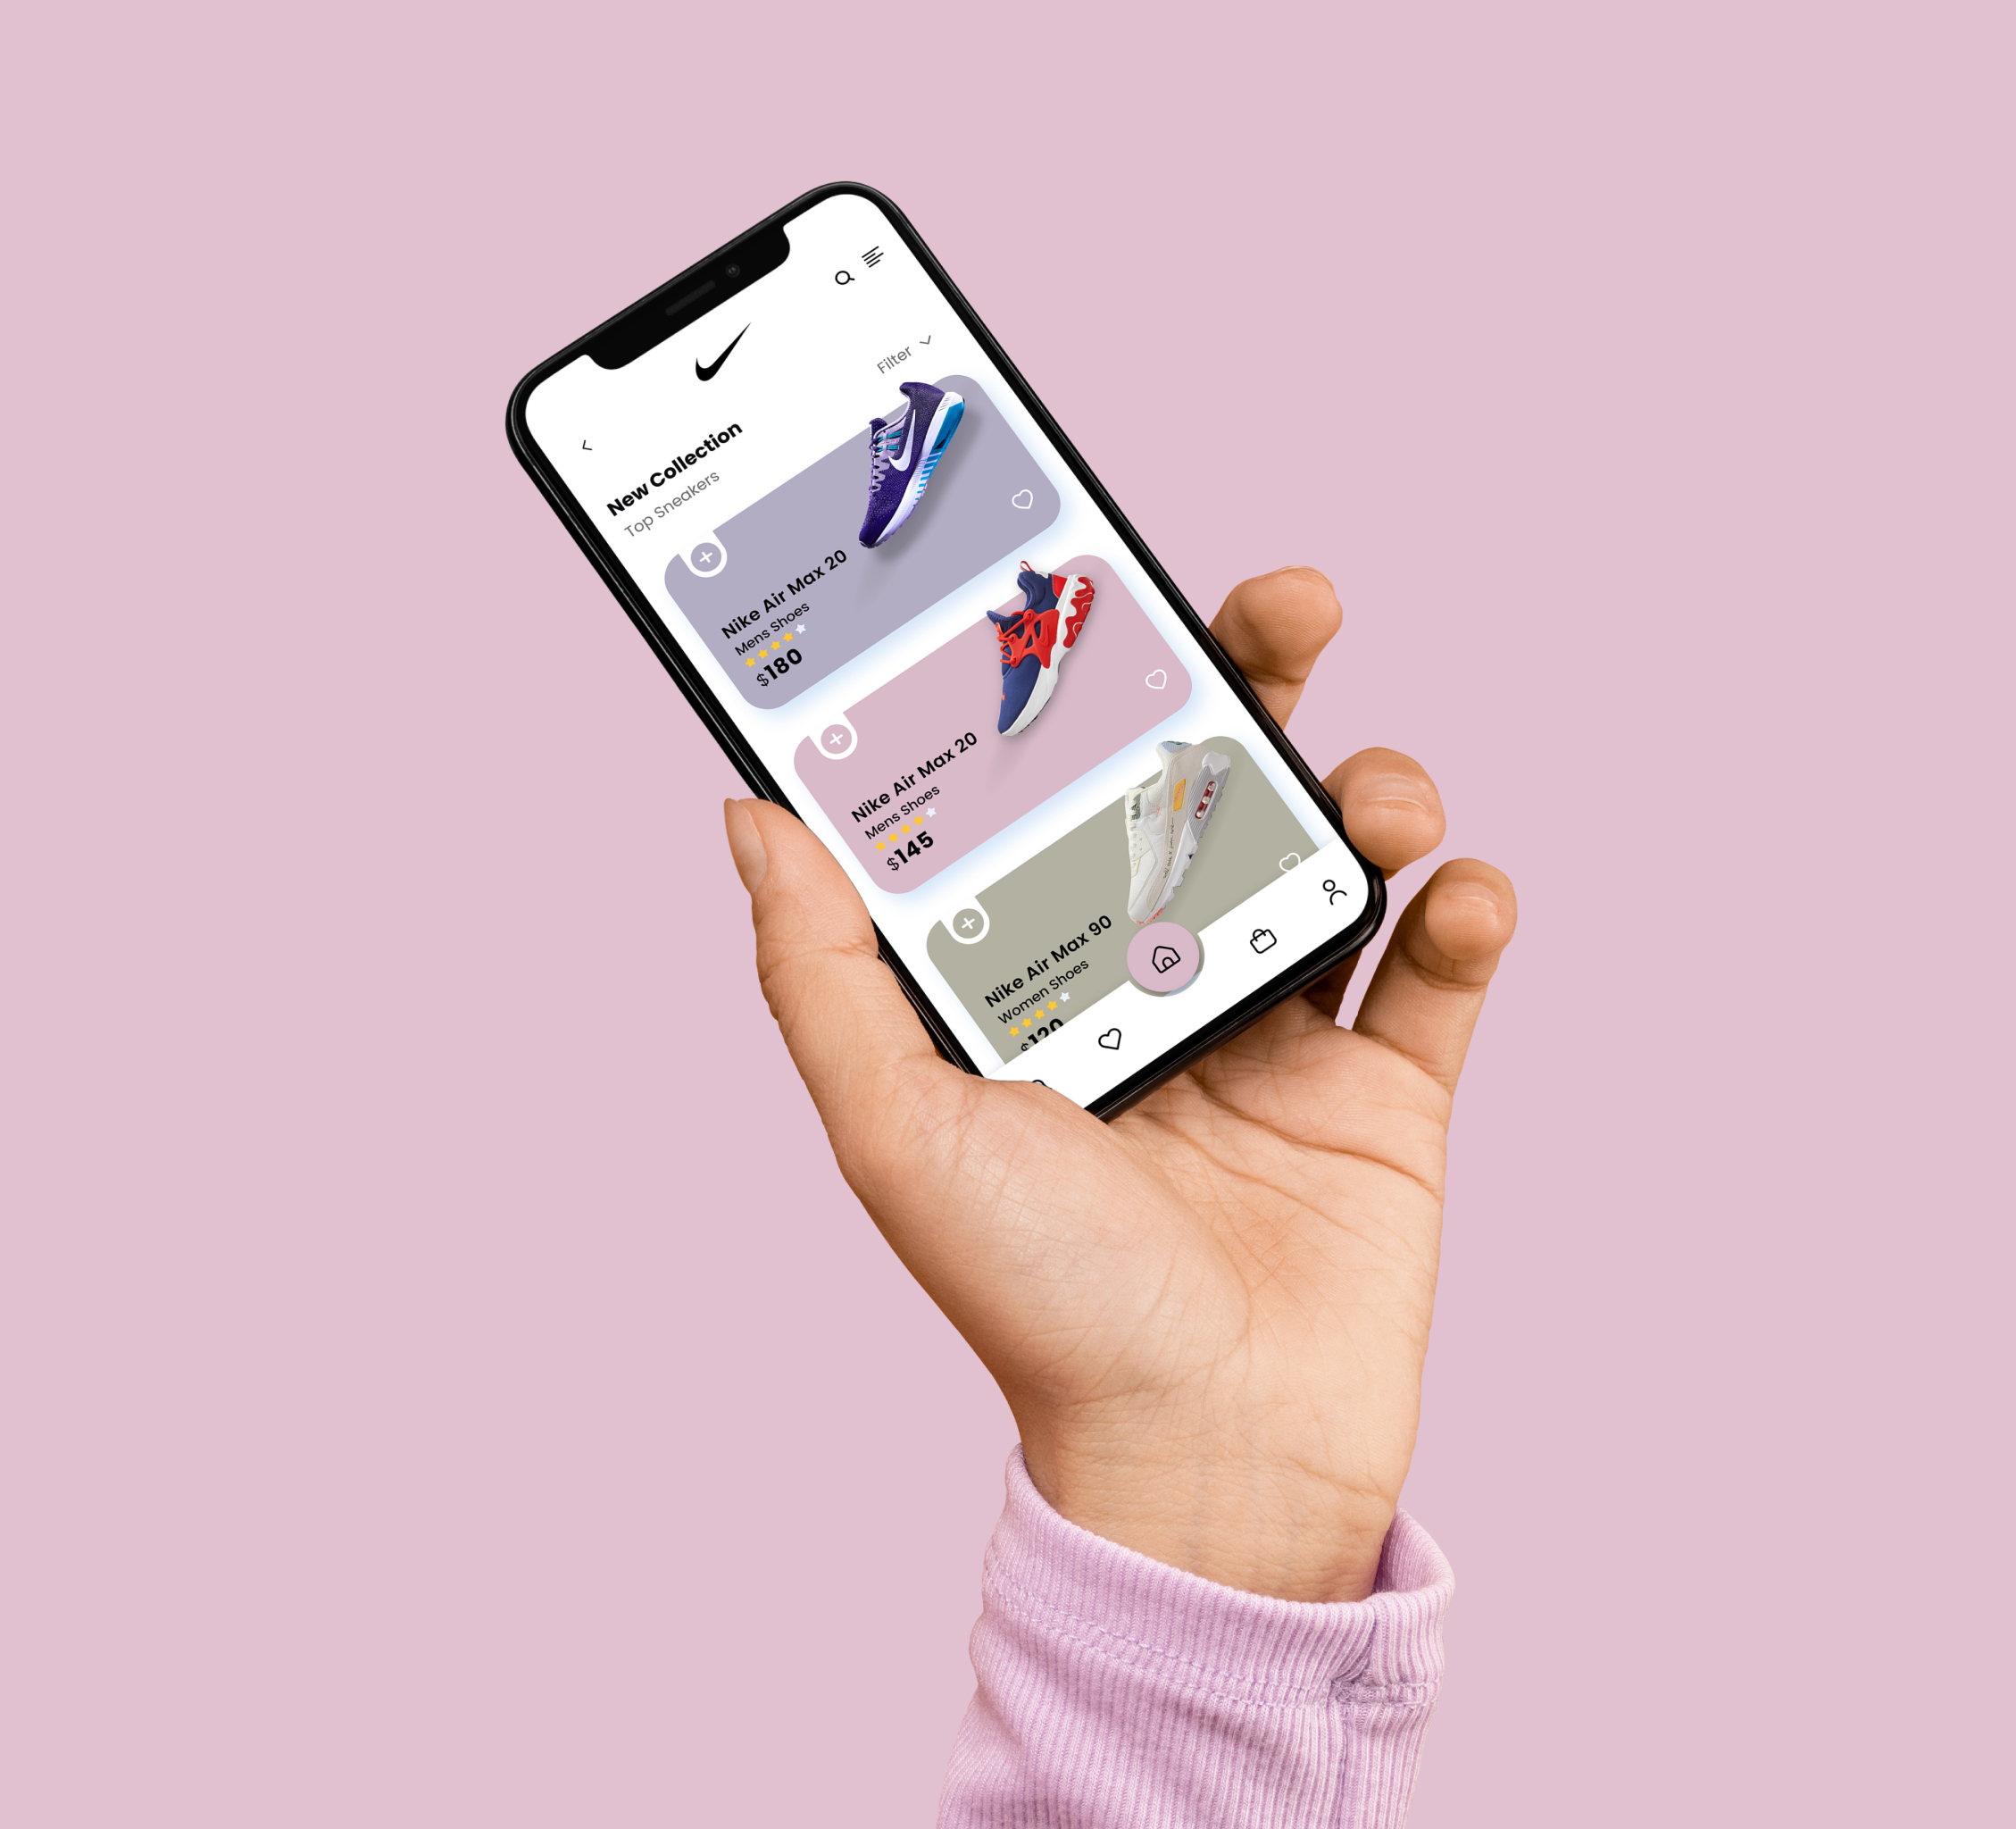 Filter
New Collection
Top Sneakers
Nike Air Max 20
Mens Shoes
$180
Nike Air Max 20
Mens Shoes
$145
Nike Air Max 90
Women Shoes
$120